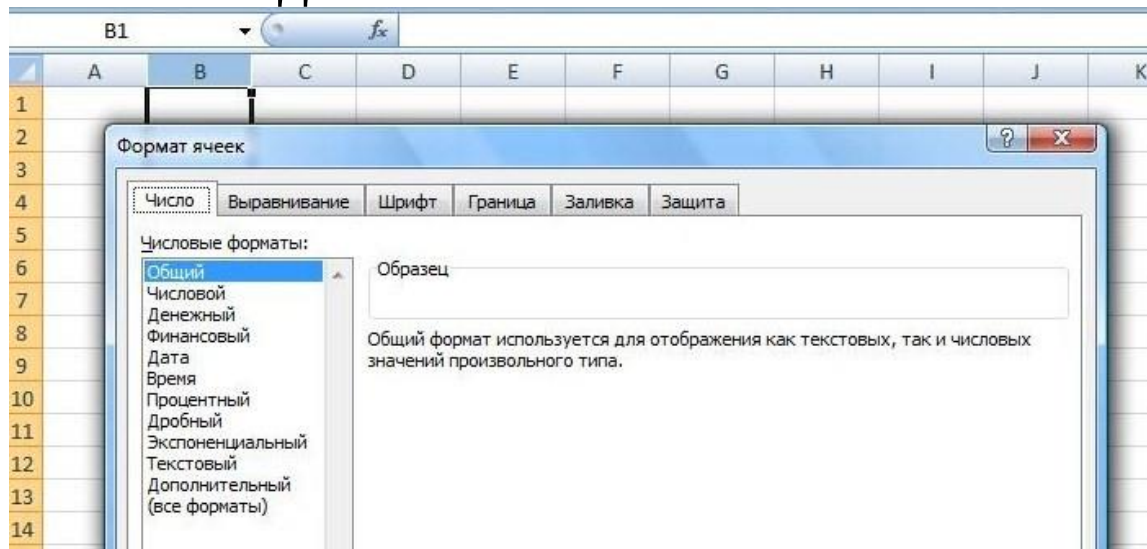 B1 fx
A B C D E F G H I J K
1
2
3
4
5
6
7
8
9
10
11
12
13
14
Формат ячеек
Число Выравнивание Шрифт Граница Заливка Защита
Числовые форматы:
Общий
Числовой
Денежный
Финансовый
Дата
Время
Процентный
Дробный
Экспоненциальный
Текстовый
Дополнительный
(все форматы)
Образец
Общий формат используется для отображения как текстовых, так и числовых
значений произвольного типа.